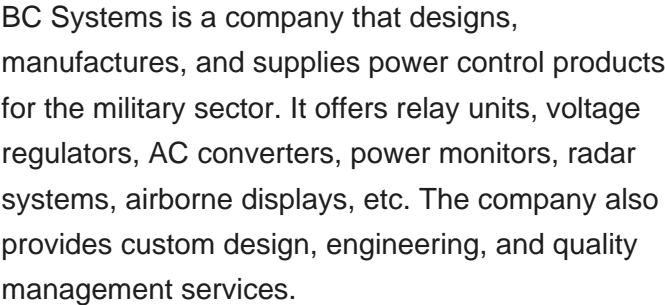 BC Systems is a company that designs,
manufactures, and supplies power control products
for the military sector. It offers relay units, voltage
regulators, AC converters, power monitors, radar
systems, airborne displays, etc. The company also
provides custom design, engineering, and quality
management services.